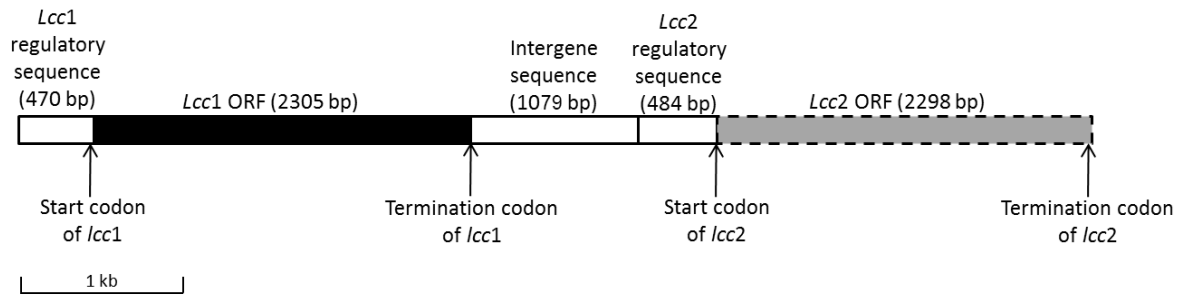 Lcc1
regulatory
sequence
(470 bp)
Lcc1 ORF (2305 bp)
Intergene
sequence
(1079 bp)
Lcc2
regulatory
sequence
(484 bp)
Lcc2 ORF (2298 bp)
Start codon
of lcc1
Termination codon
of lcc1
Start codon
of lcc2
Termination codon
of lcc2
1 kb